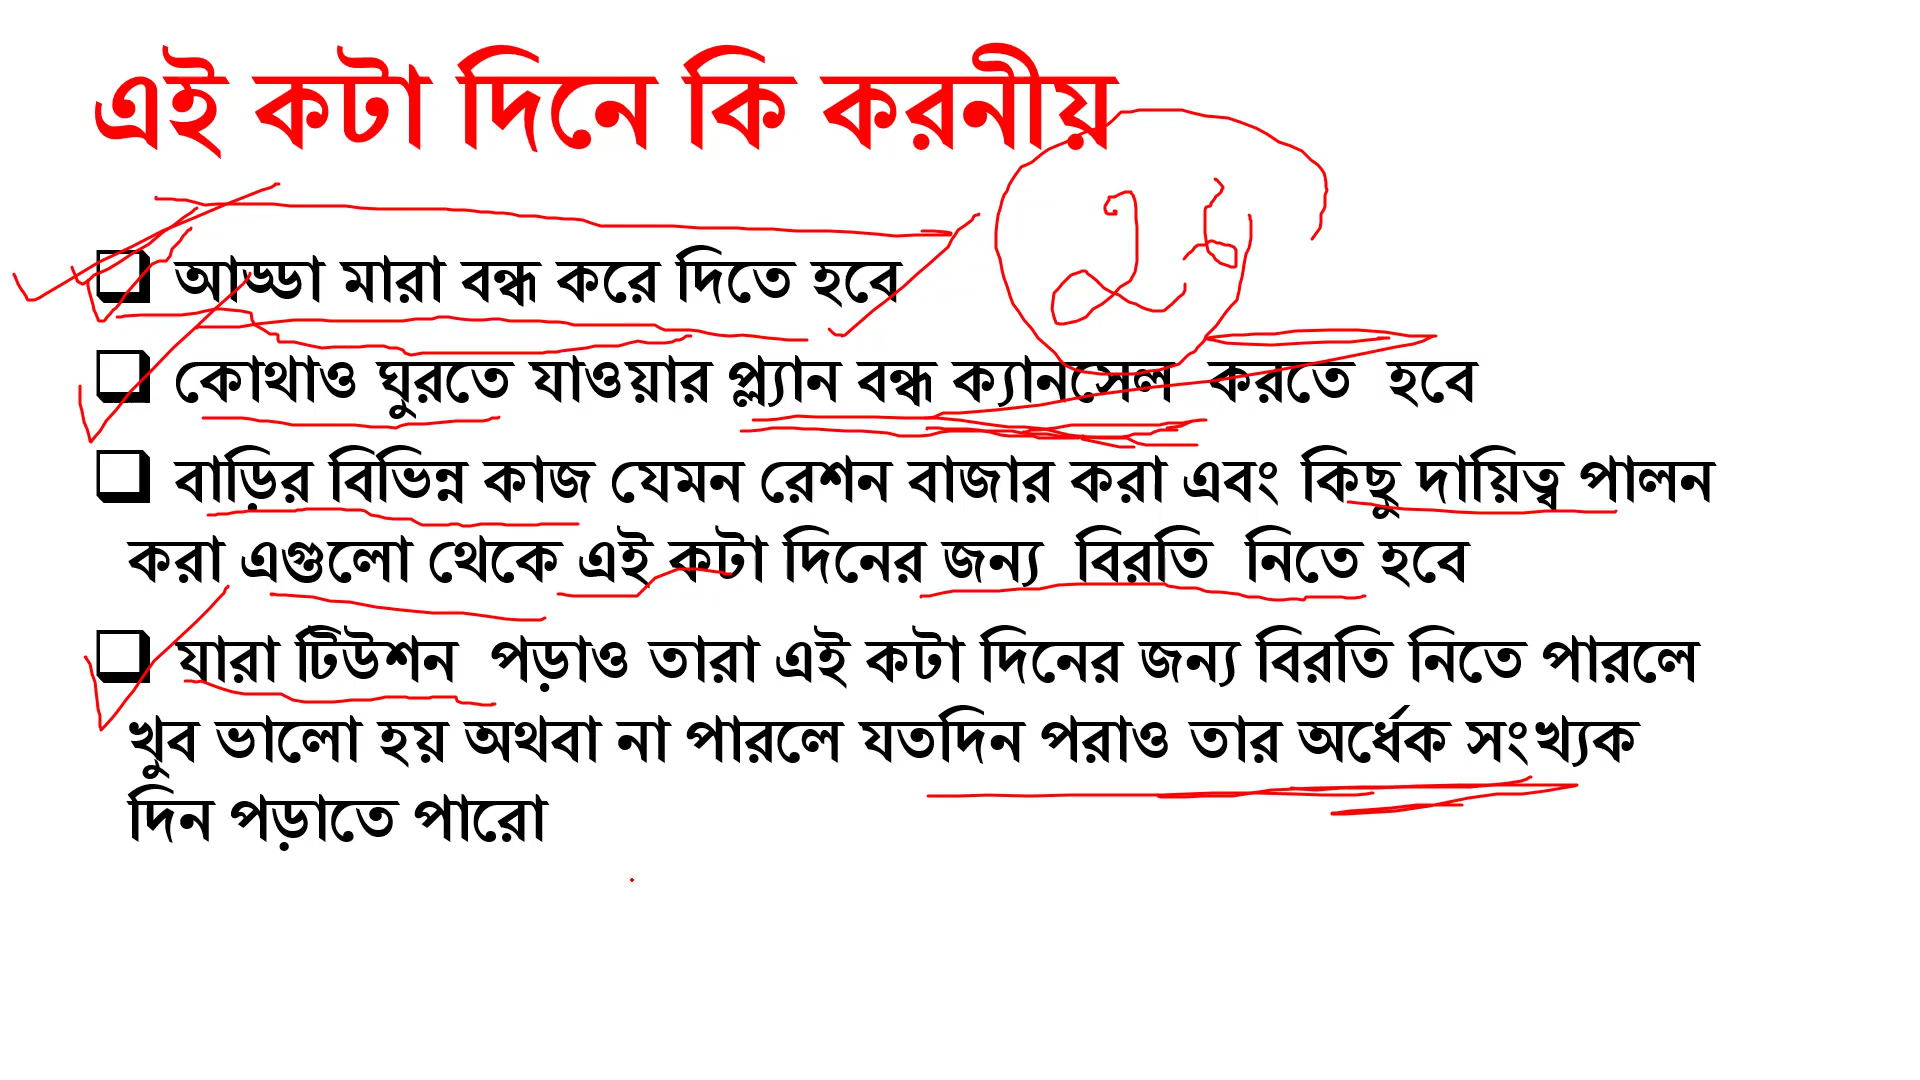 এই কটা দিনে কি করনীয়
আড্ডা মারা বন্ধ করে দিতে হবে
কোথাও ঘুরতে যাওয়ার প্ল্যান বন্ধ ক্যানসেল করতে হবে
বাড়ির বিভিন্ন কাজ যেমন রেশন বাজার করা এবং কিছু দায়িত্ব পালন
করা এগুলো থেকে এই কটা দিনের জন্য বিরতি নিতে হবে
যারা টিউশন পড়াও তারা এই কটা দিনের জন্য বিরতি নিতে পারলে
খুব ভালো হয় অথবা না পারলে যতদিন পরাও তার অর্ধেক সংখ্যক
দিন পড়াতে পারো